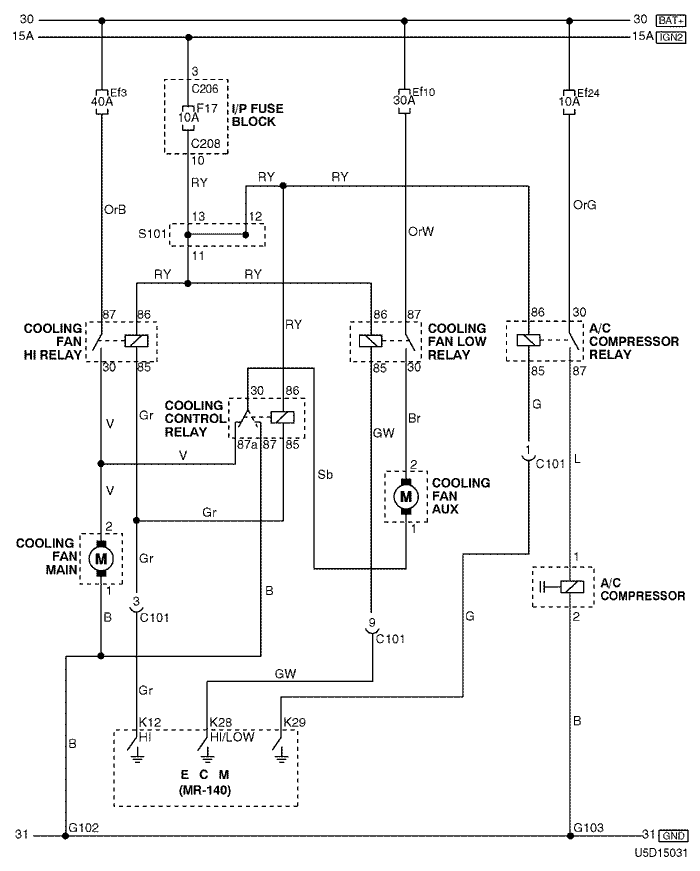 30
30 BAT+
15A
15A IGN2
3
C206
F17
10A
C208
10
I/P FUSE
BLOCK
Ef3
40A
Ef10
30A
Ef24
10A
RY
RY
RY
OrB
OrW
OrG
S101
13
12
11
RY
RY
RY
COOLING
FAN
HI RELAY
87
86
30
85
86
87
85
30
COOLING
FAN LOW
RELAY
86
30
85
87
A/C
COMPRESSOR
RELAY
COOLING
CONTROL
RELAY
30
86
87a
87
85
V
Gr
GW
Br
G
V
Sb
1
C101
L
V
Gr
2
1
COOLING
FAN
AUX
M
COOLING
FAN
MAIN
2
M
1
Gr
B
B
3
C101
9
C101
G
1
2
A/C
COMPRESSOR
GW
Gr
B
B
K12
HI
K28
HI/LOW
K29
E C M
(MR-140)
31
G102
G103
31 GND
U5D15031